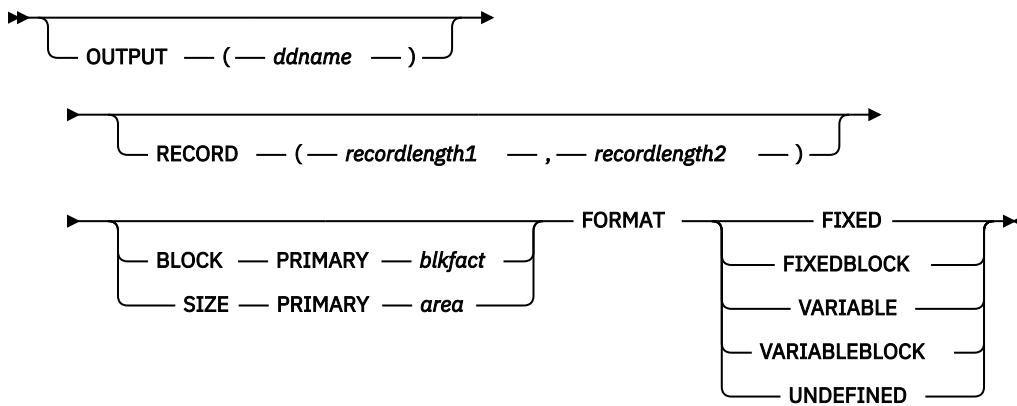 OUTPUT ( ddname )
RECORD ( recordlength1 , recordlength2 )
FORMAT FIXED
BLOCK PRIMARY blkfact FIXEDBLOCK
SIZE PRIMARY area VARIABLE
VARIABLEBLOCK
UNDEFINED